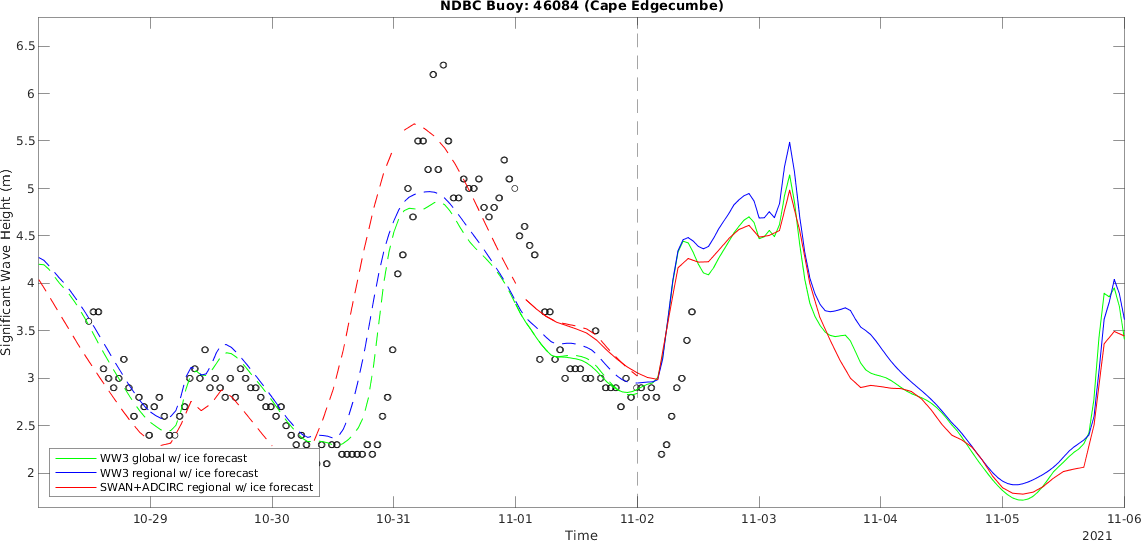 NDBC Buoy: 46084 (Cape Edgecumbe)
Significant Wave Height (m)
6.5
6
5.5
5
4.5
4
3.5
3
2.5
2
WW3 global w/ ice forecast
WW3 regional w/ ice forecast
SWAN+ADCIRC regional w/ ice forecast
10-29 10-30 10-31 11-01 11-02 11-03 11-04 11-05 11-06
Time 2021